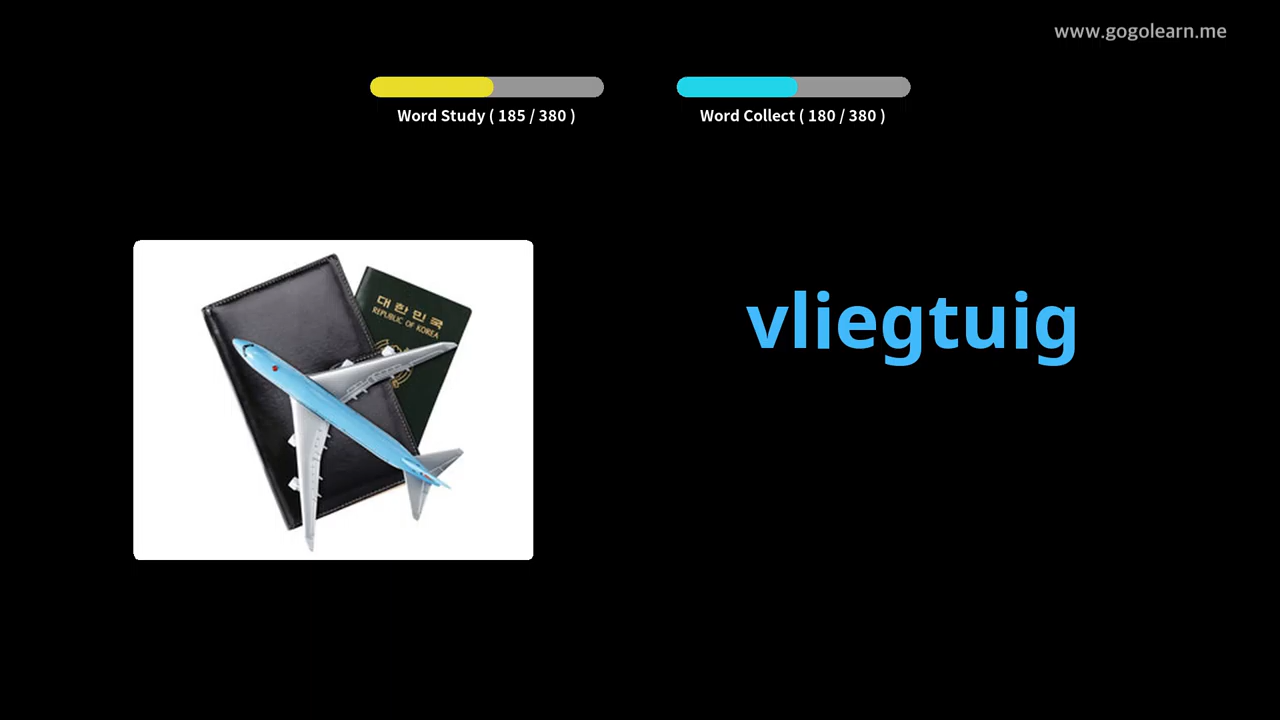 www.gogolearn.me
Word Study ( 185 / 380 )
Word Collect ( 180 / 380 )
대한민국
REPUBLIC OF KOREA
vliegtuig